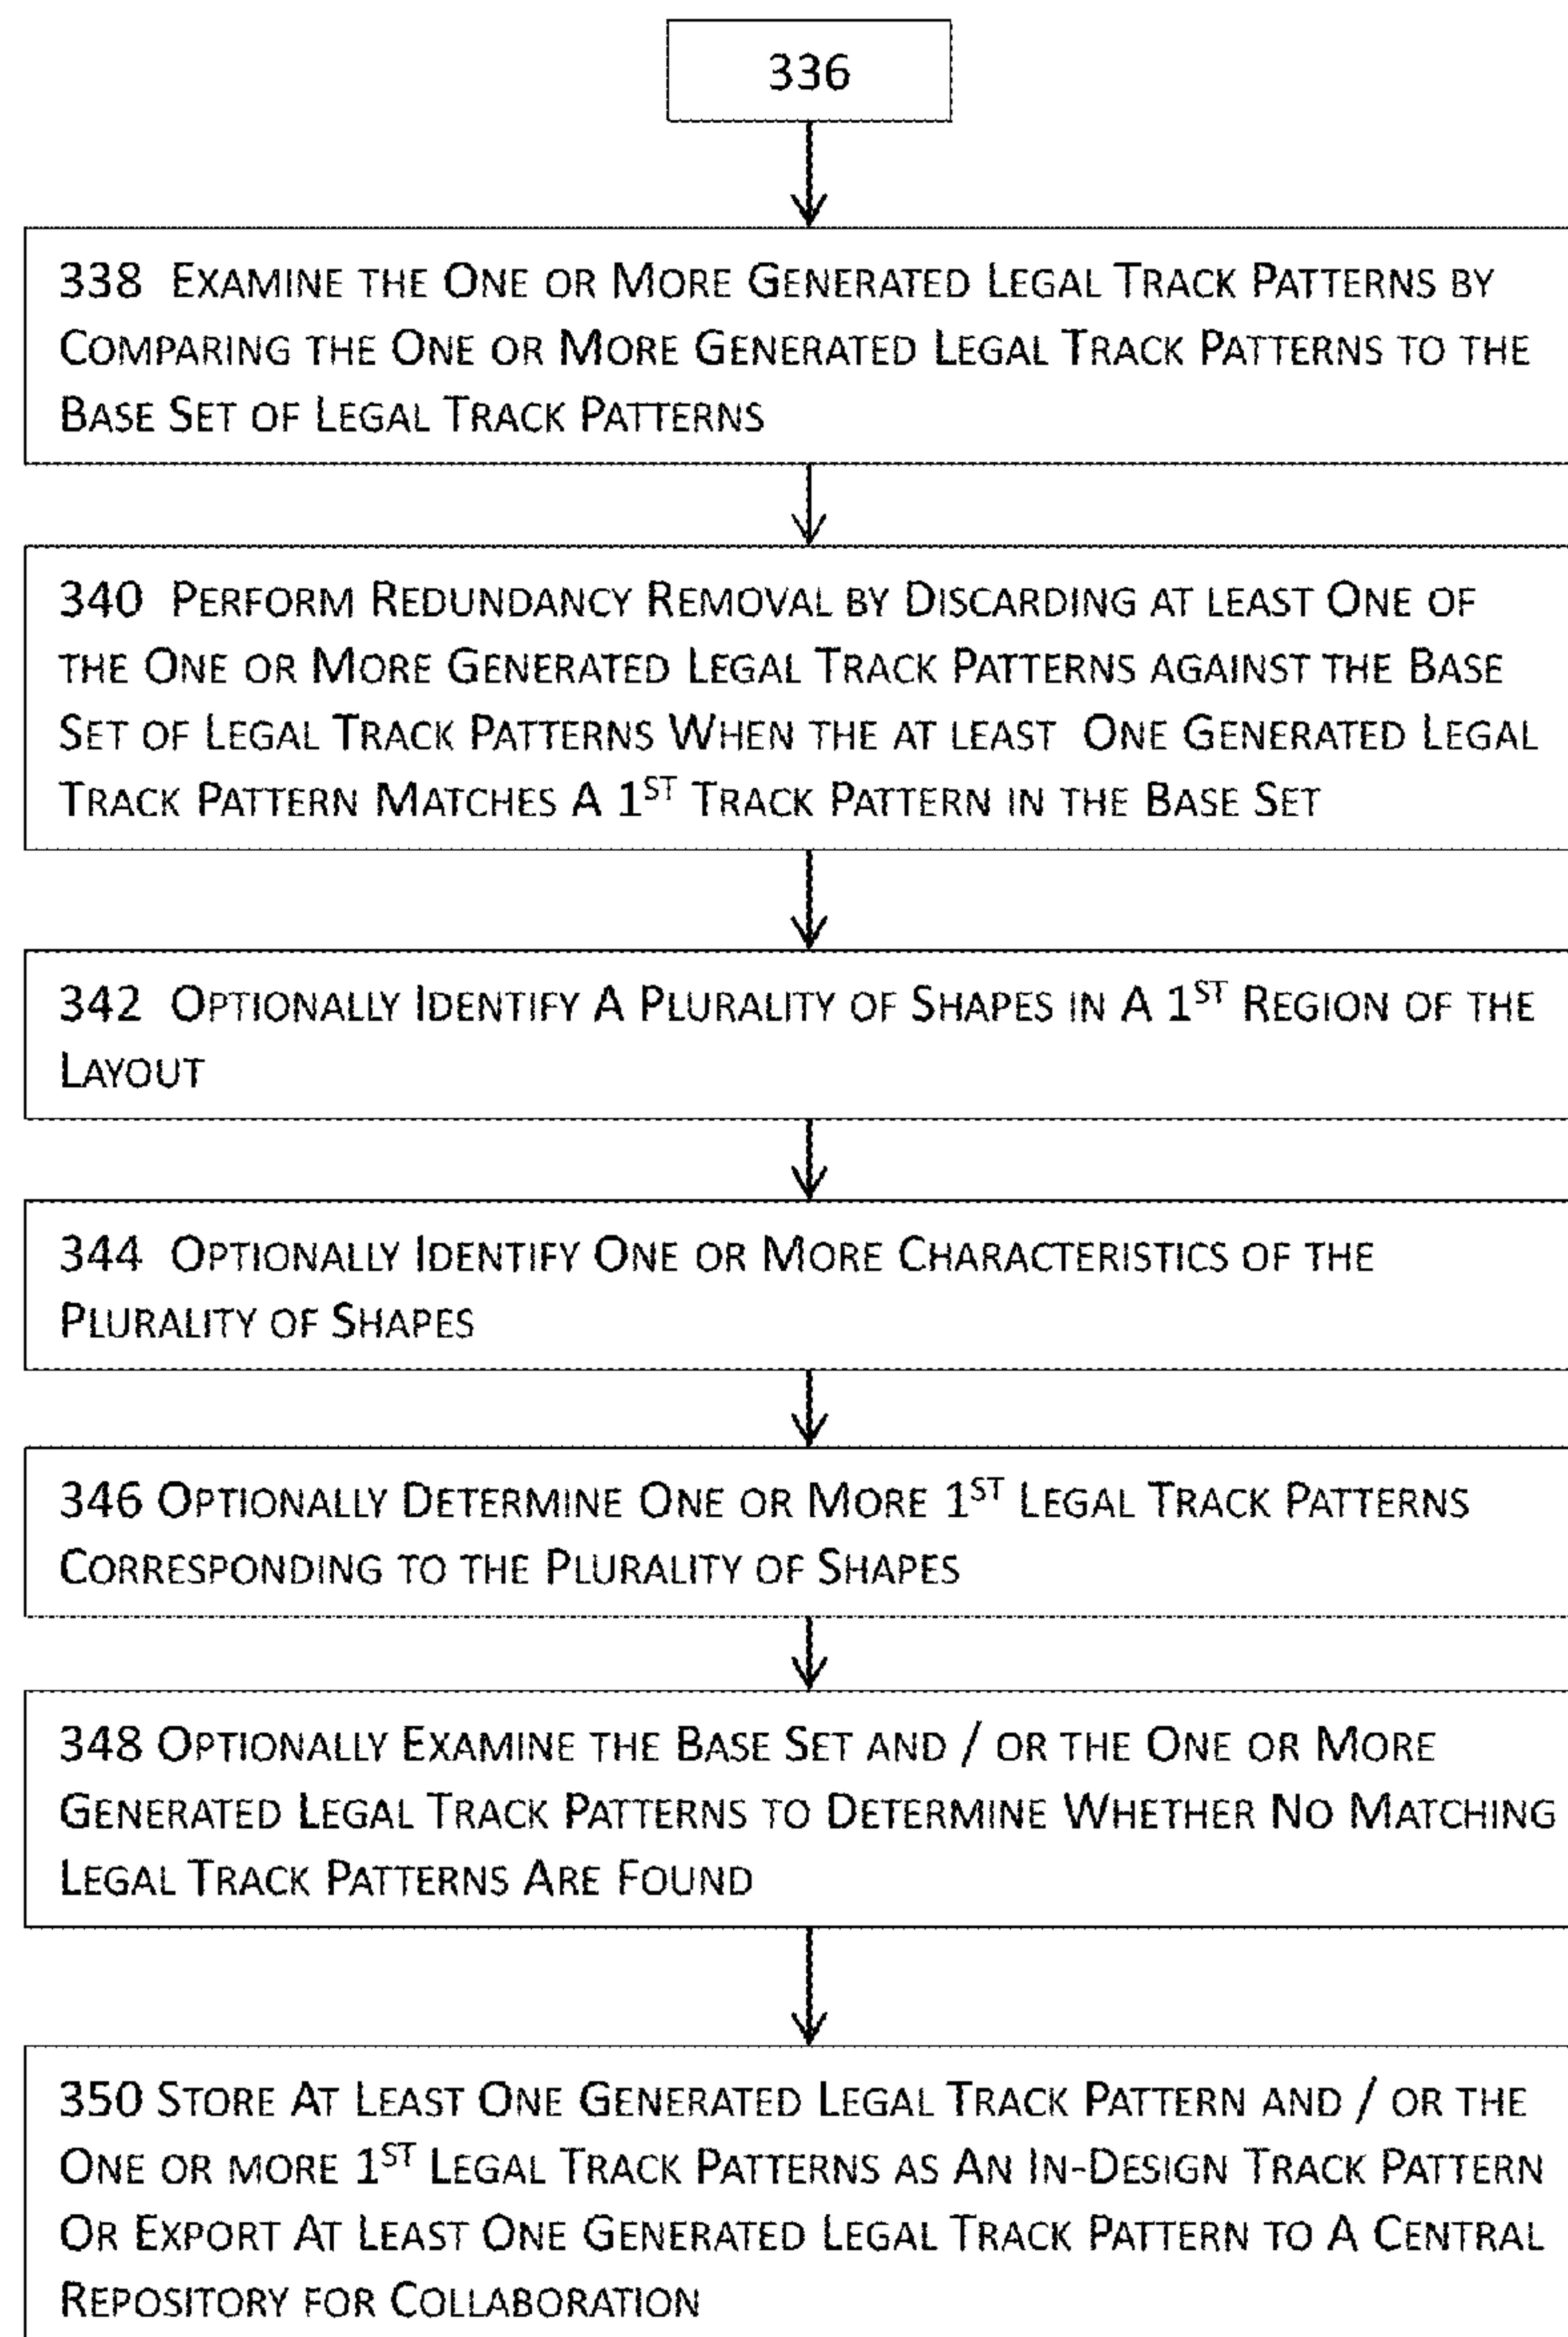 336
338 EXAMINE THE ONE OR MORE GENERATED LEGAL TRACK PATTERNS BY
COMPARING THE ONE OR MORE GENERATED LEGAL TRACK PATTERNS TO THE
BASE SET OF LEGAL TRACK PATTERNS
340 PERFORM REDUNDANCY REMOVAL BY DISCARDING AT LEAST ONE OF
THE ONE OR MORE GENERATED LEGAL TRACK PATTERNS AGAINST THE BASE
SET OF LEGAL TRACK PATTERNS WHEN THE AT LEAST ONE GENERATED LEGAL
TRACK PATTERN MATCHES A 1ST TRACK PATTERN IN THE BASE SET
342 OPTIONALLY IDENTIFY A PLURALITY OF SHAPES IN A 1ST REGION OF THE
LAYOUT
344 OPTIONALLY IDENTIFY ONE OR MORE CHARACTERISTICS OF THE
PLURALITY OF SHAPES
346 OPTIONALLY DETERMINE ONE OR MORE 1ST LEGAL TRACK PATTERNS
CORRESPONDING TO THE PLURALITY OF SHAPES
348 OPTIONALLY EXAMINE THE BASE SET AND / OR THE ONE OR MORE
GENERATED LEGAL TRACK PATTERNS TO DETERMINE WHETHER NO MATCHING
LEGAL TRACK PATTERNS ARE FOUND
350 STORE AT LEAST ONE GENERATED LEGAL TRACK PATTERN AND / OR THE
ONE OR MORE 1ST LEGAL TRACK PATTERNS AS AN IN-DESIGN TRACK PATTERN
OR EXPORT AT LEAST ONE GENERATED LEGAL TRACK PATTERN TO A CENTRAL
REPOSITORY FOR COLLABORATION